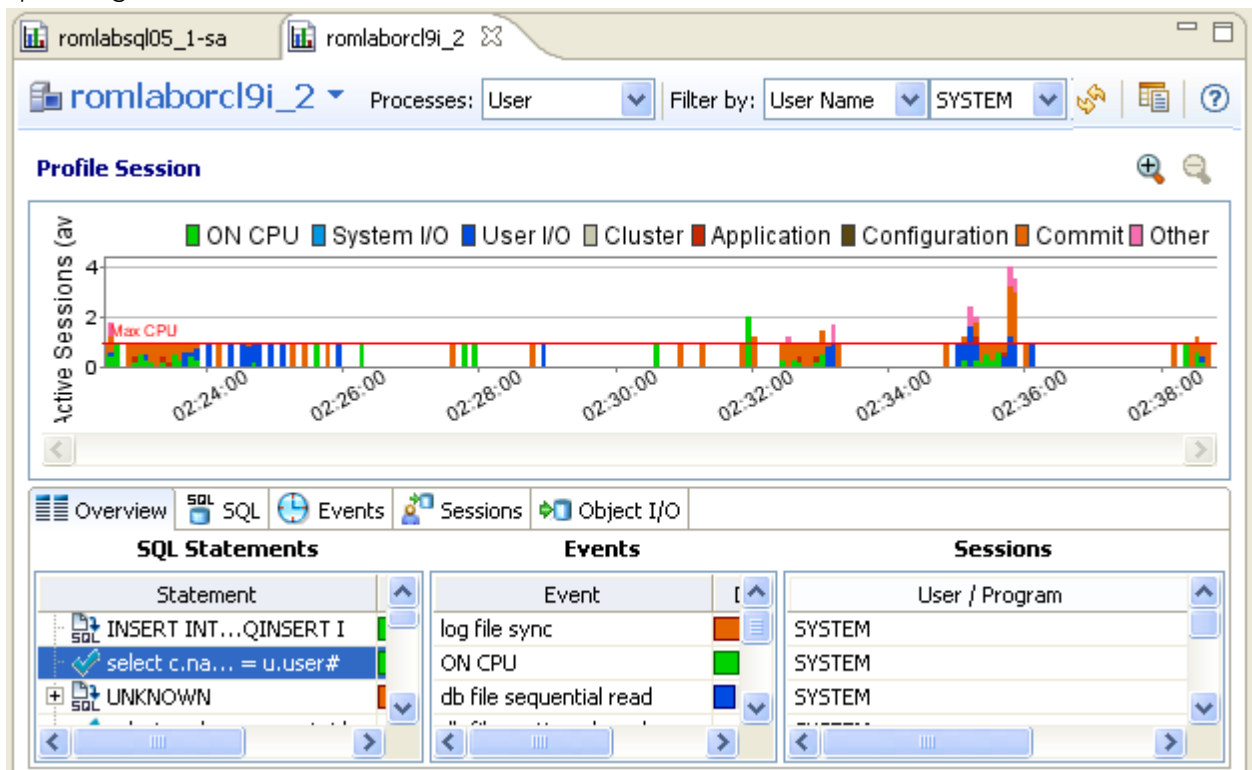 romlabsql05_1-sa romlaborcl9i_2
romlaborcl9i_2 Processes: User Filter by: User Name SYSTEM
Profile Session
Active Sessions (av
ON CPU System I/O User I/O Cluster Application Configuration Commit Other
4
2
0
Max CPU
02:24:00 02:26:00 02:28:00 02:30:00 02:32:00 02:34:00 02:36:00 02:38:00
Overview SQL Events Sessions Object I/O
SQL Statements Events Sessions
Statement Event User / Program
INSERT INT...QINSERT I log file sync SYSTEM
select c.na... = u.user# ON CPU SYSTEM
UNKNOWN db file sequential read SYSTEM